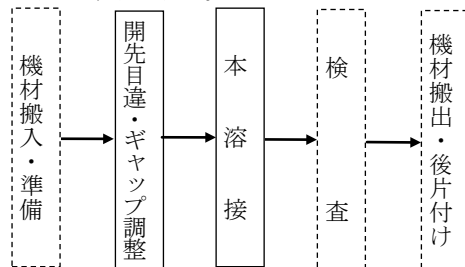 機材搬入・準備
開先目違・ギャップ調整
本溶接
検査
機材搬出・後片付け